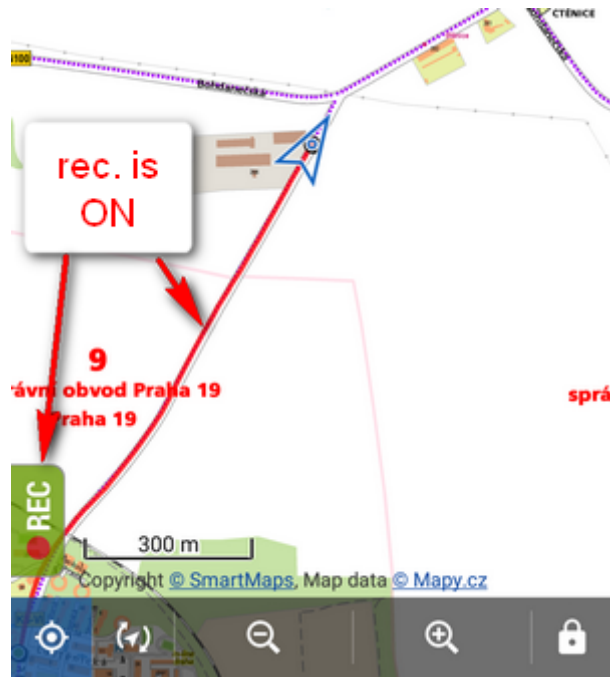 CTĚNICE
Bohdanečská
rec. is
ON
9
rávní obvod Praha 19
Praha 19
sprá
REC
300 m
Copyright © SmartMaps, Map data © Mapy.cz